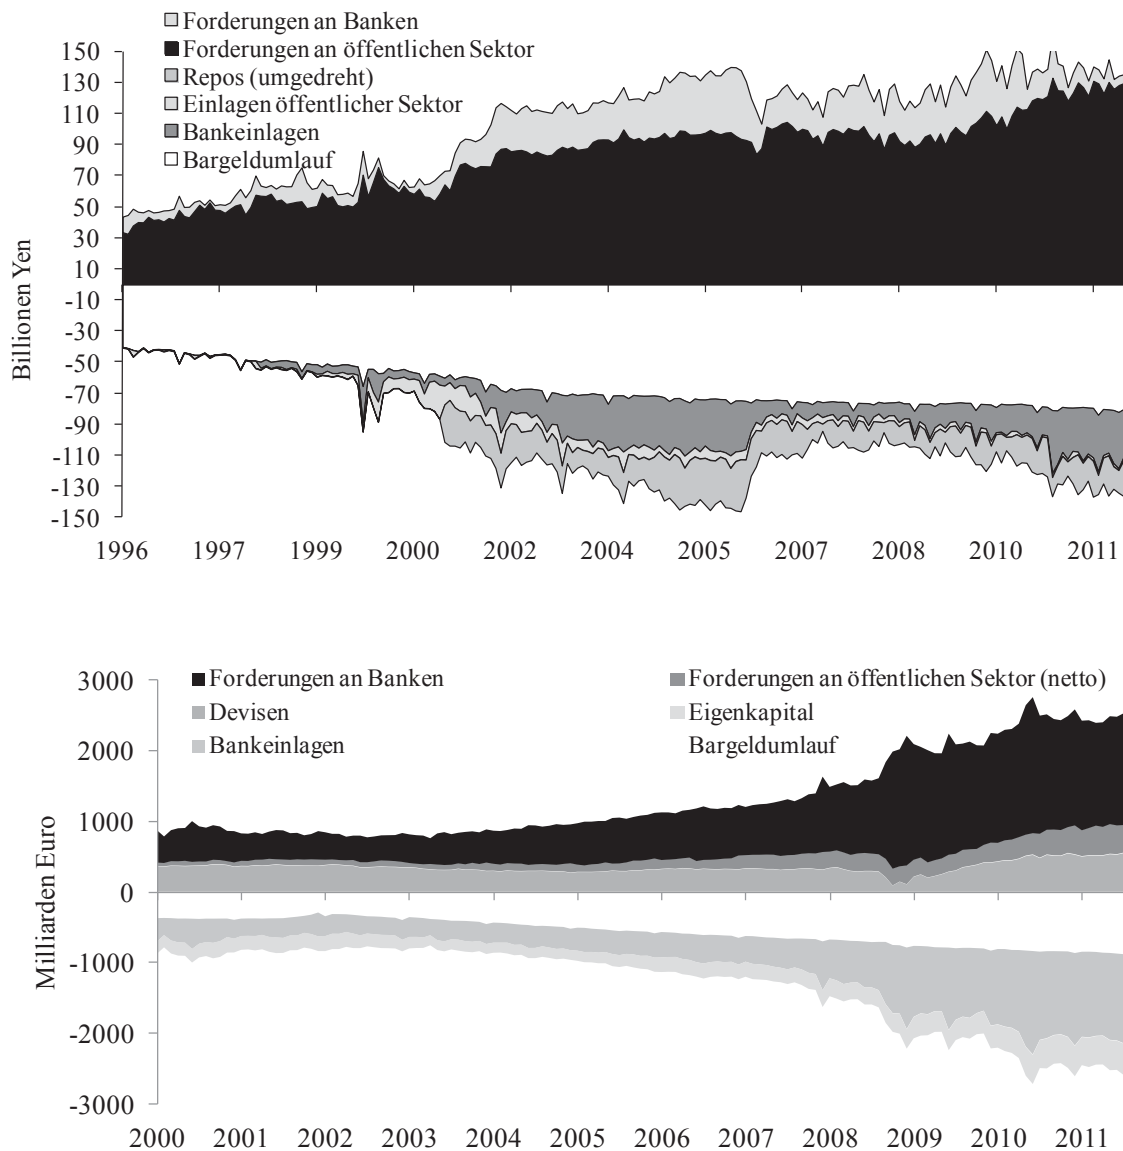 Forderungen an Banken
Forderungen an öffentlichen Sektor
Repos (umgedreht)
Einlagen öffentlicher Sektor
Bankeinlagen
Bargeldumlauf
150
130
110
90
70
50
30
10
-10
-30
-50
-70
-90
-110
-130
-150
Billionen Yen
1996 1997 1999 2000 2002 2004 2005 2007 2008 2010 2011
Forderungen an Banken Forderungen an öffentlichen Sektor (netto)
Devisen Eigenkapital
Bankeinlagen Bargeldumlauf
3000
2000
1000
0
-1000
-2000
-3000
Milliarden Euro
2000 2001 2002 2003 2004 2005 2006 2007 2008 2009 2010 2011